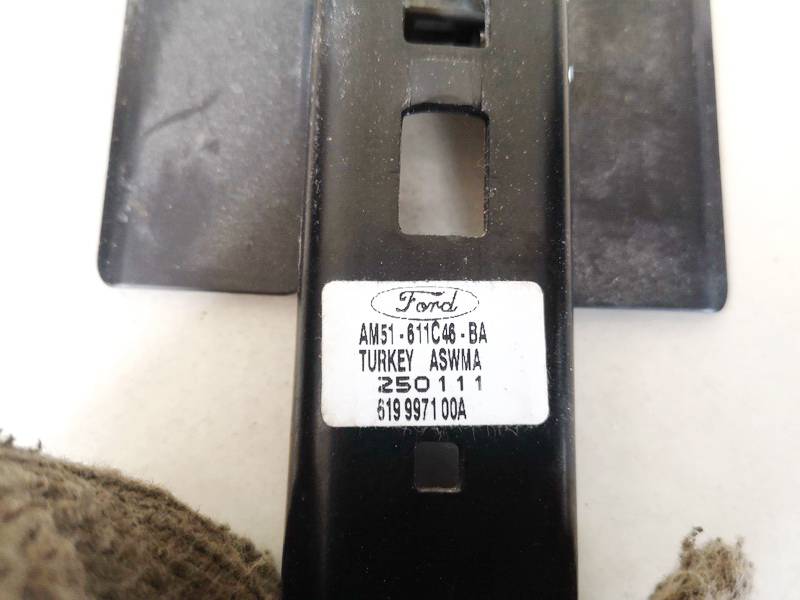 Ford
AM51-611C46-BA
TURKEY ASWMA
250111
619 9971 00A